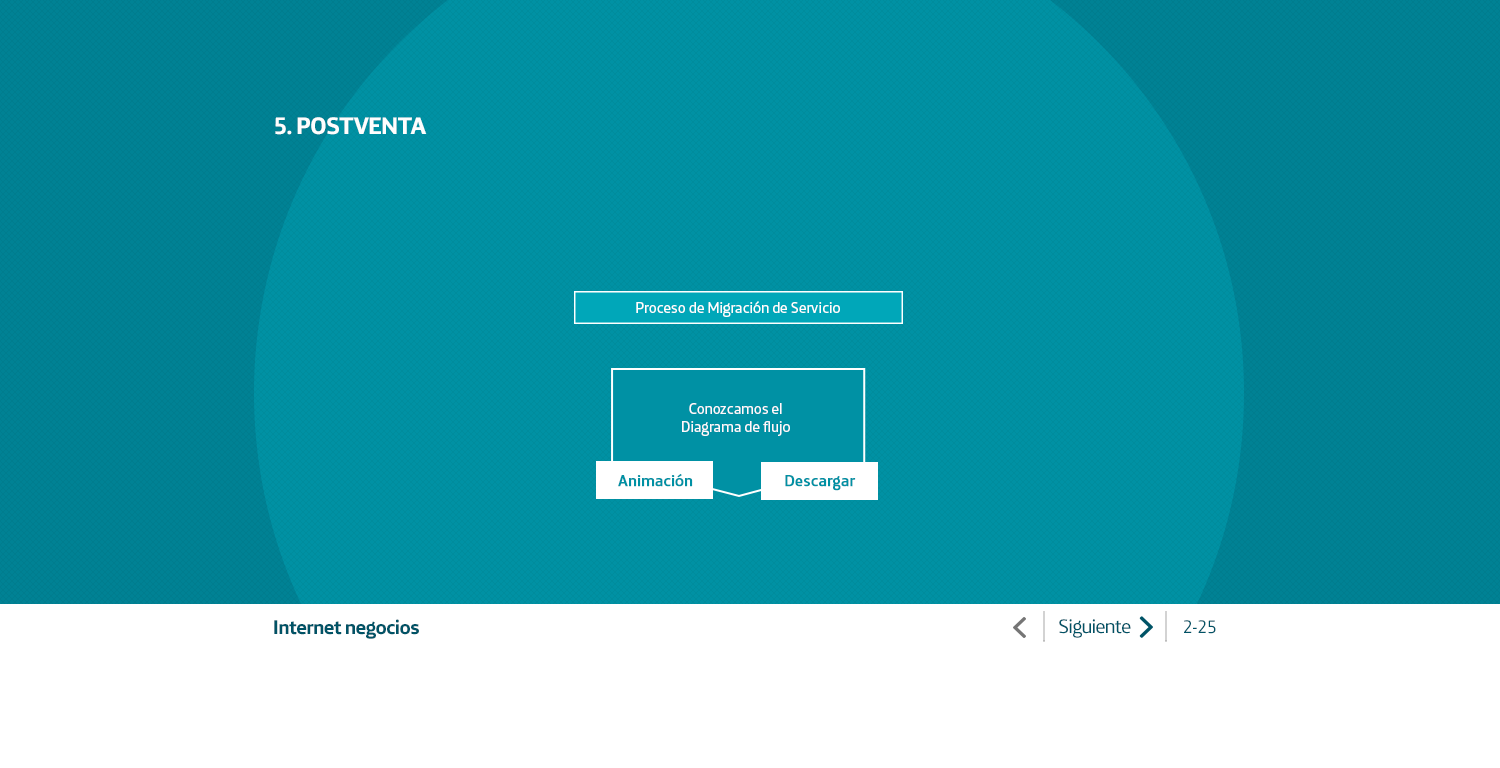 5. POSTVENTA
Proceso de Migración de Servicio
Conozcamos el
Diagrama de flujo
Animación
Descargar
Internet negocios
Siguiente
2-25